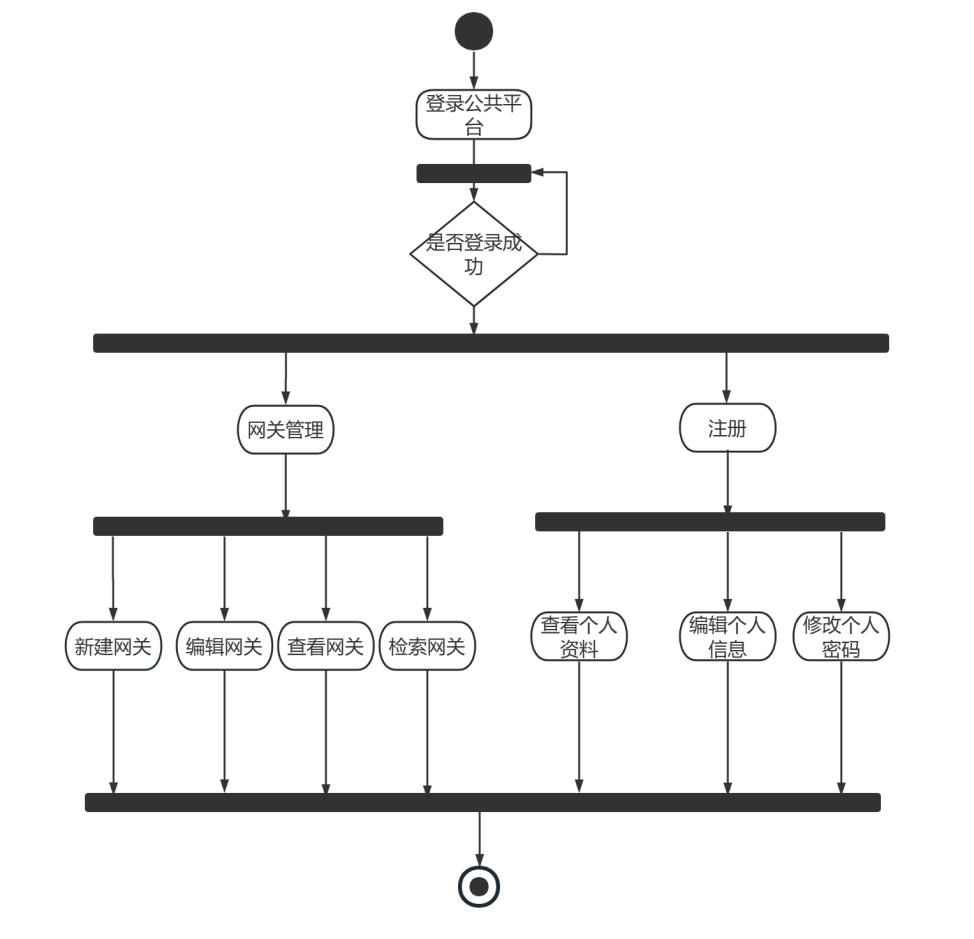 登录公共平
台
是否登录成
功
网关管理
注册
新建网关
编辑网关
查看网关
检索网关
查看个人
资料
编辑个人
信息
修改个人
密码